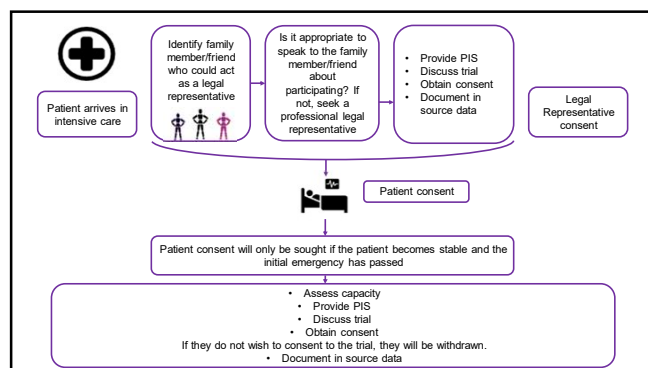 Patient arrives in
intensive care
Identify family
member/friend
who could act
as a legal
representative
Is it appropriate to
speak to the family
member/friend
about
participating? If
not, seek a
professional legal
representative
• Provide PIS
• Discuss trial
• Obtain consent
• Document in
source data
Legal
Representative
consent
Patient consent
Patient consent will only be sought if the patient becomes stable and the
initial emergency has passed
• Assess capacity
• Provide PIS
• Discuss trial
• Obtain consent
If they do not wish to consent to the trial, they will be withdrawn.
• Document in source data